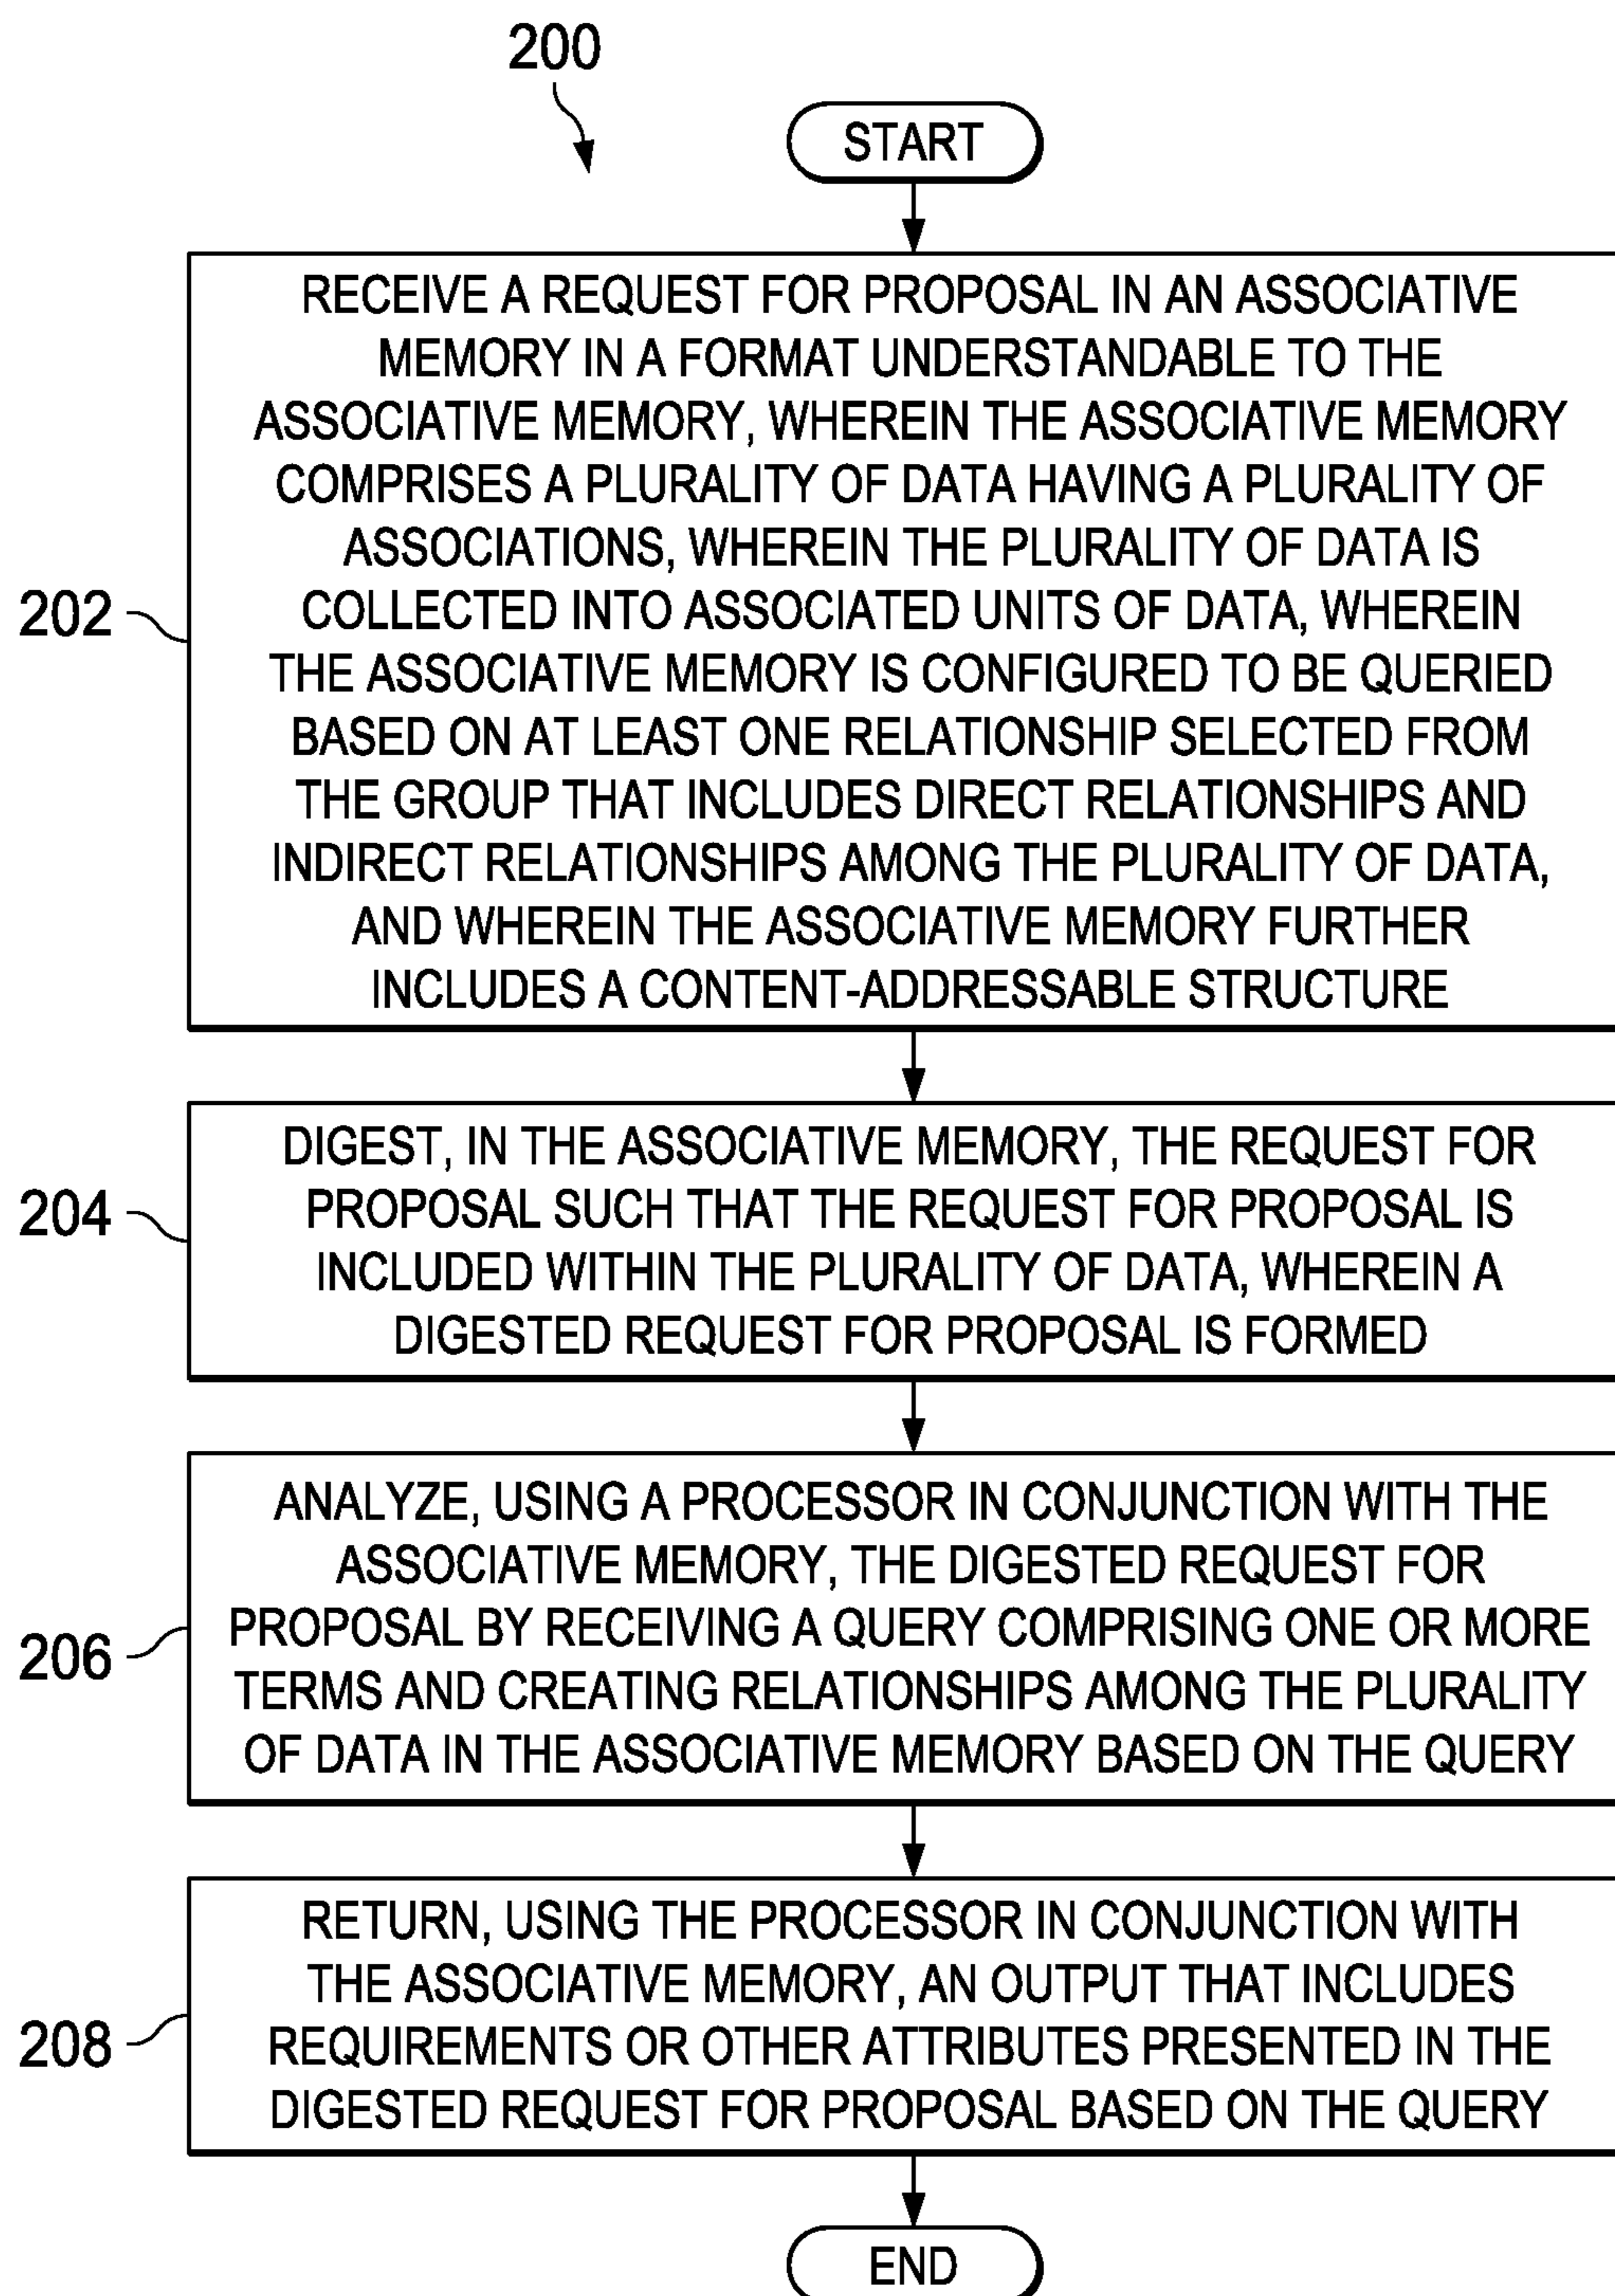 200
START
RECEIVE A REQUEST FOR PROPOSAL IN AN ASSOCIATIVE
MEMORY IN A FORMAT UNDERSTANDABLE TO THE
ASSOCIATIVE MEMORY, WHEREIN THE ASSOCIATIVE MEMORY
COMPRISES A PLURALITY OF DATA HAVING A PLURALITY OF
ASSOCIATIONS, WHEREIN THE PLURALITY OF DATA IS
COLLECTED INTO ASSOCIATED UNITS OF DATA, WHEREIN
THE ASSOCIATIVE MEMORY IS CONFIGURED TO BE QUERIED
BASED ON AT LEAST ONE RELATIONSHIP SELECTED FROM
THE GROUP THAT INCLUDES DIRECT RELATIONSHIPS AND
INDIRECT RELATIONSHIPS AMONG THE PLURALITY OF DATA,
AND WHEREIN THE ASSOCIATIVE MEMORY FURTHER
INCLUDES A CONTENT-ADDRESSABLE STRUCTURE
202
DIGEST, IN THE ASSOCIATIVE MEMORY, THE REQUEST FOR
PROPOSAL SUCH THAT THE REQUEST FOR PROPOSAL IS
INCLUDED WITHIN THE PLURALITY OF DATA, WHEREIN A
DIGESTED REQUEST FOR PROPOSAL IS FORMED
204
ANALYZE, USING A PROCESSOR IN CONJUNCTION WITH THE
ASSOCIATIVE MEMORY, THE DIGESTED REQUEST FOR
PROPOSAL BY RECEIVING A QUERY COMPRISING ONE OR MORE
TERMS AND CREATING RELATIONSHIPS AMONG THE PLURALITY
OF DATA IN THE ASSOCIATIVE MEMORY BASED ON THE QUERY
206
RETURN, USING THE PROCESSOR IN CONJUNCTION WITH
THE ASSOCIATIVE MEMORY, AN OUTPUT THAT INCLUDES
REQUIREMENTS OR OTHER ATTRIBUTES PRESENTED IN THE
DIGESTED REQUEST FOR PROPOSAL BASED ON THE QUERY
208
END